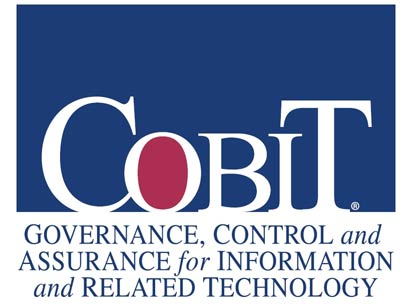 COBIT®
GOVERNANCE, CONTROL and
ASSURANCE for INFORMATION
and RELATED TECHNOLOGY